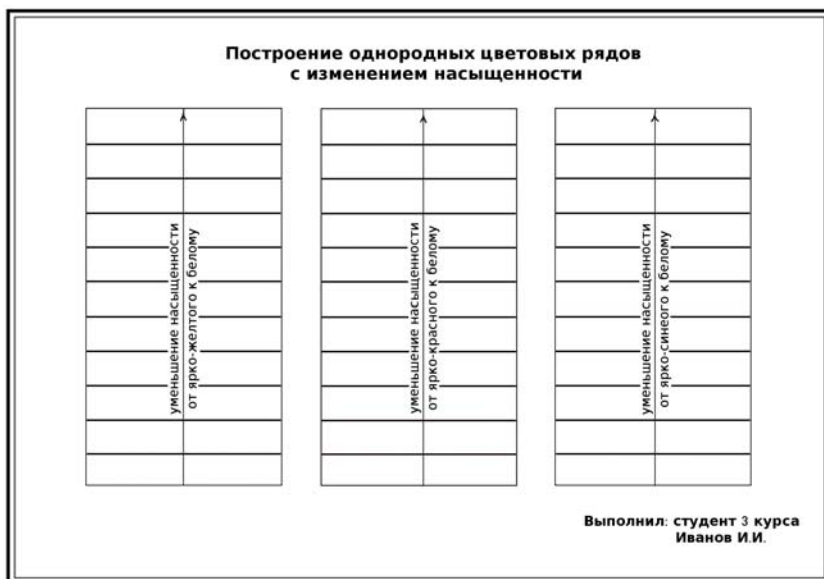 Построение однородных цветовых рядов
с изменением насыщенности
уменьшение насыщенности
от ярко-желтого к белому
уменьшение насыщенности
от ярко-красного к белому
уменьшение насыщенности
от ярко-синеого к белому
Выполнил: студент 3 курса
Иванов И.И.